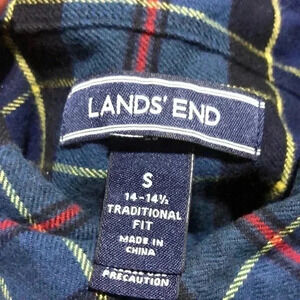 LANDS' END
S
14-14½
TRADITIONAL
FIT
MADE IN
CHINA
PRECAUTION